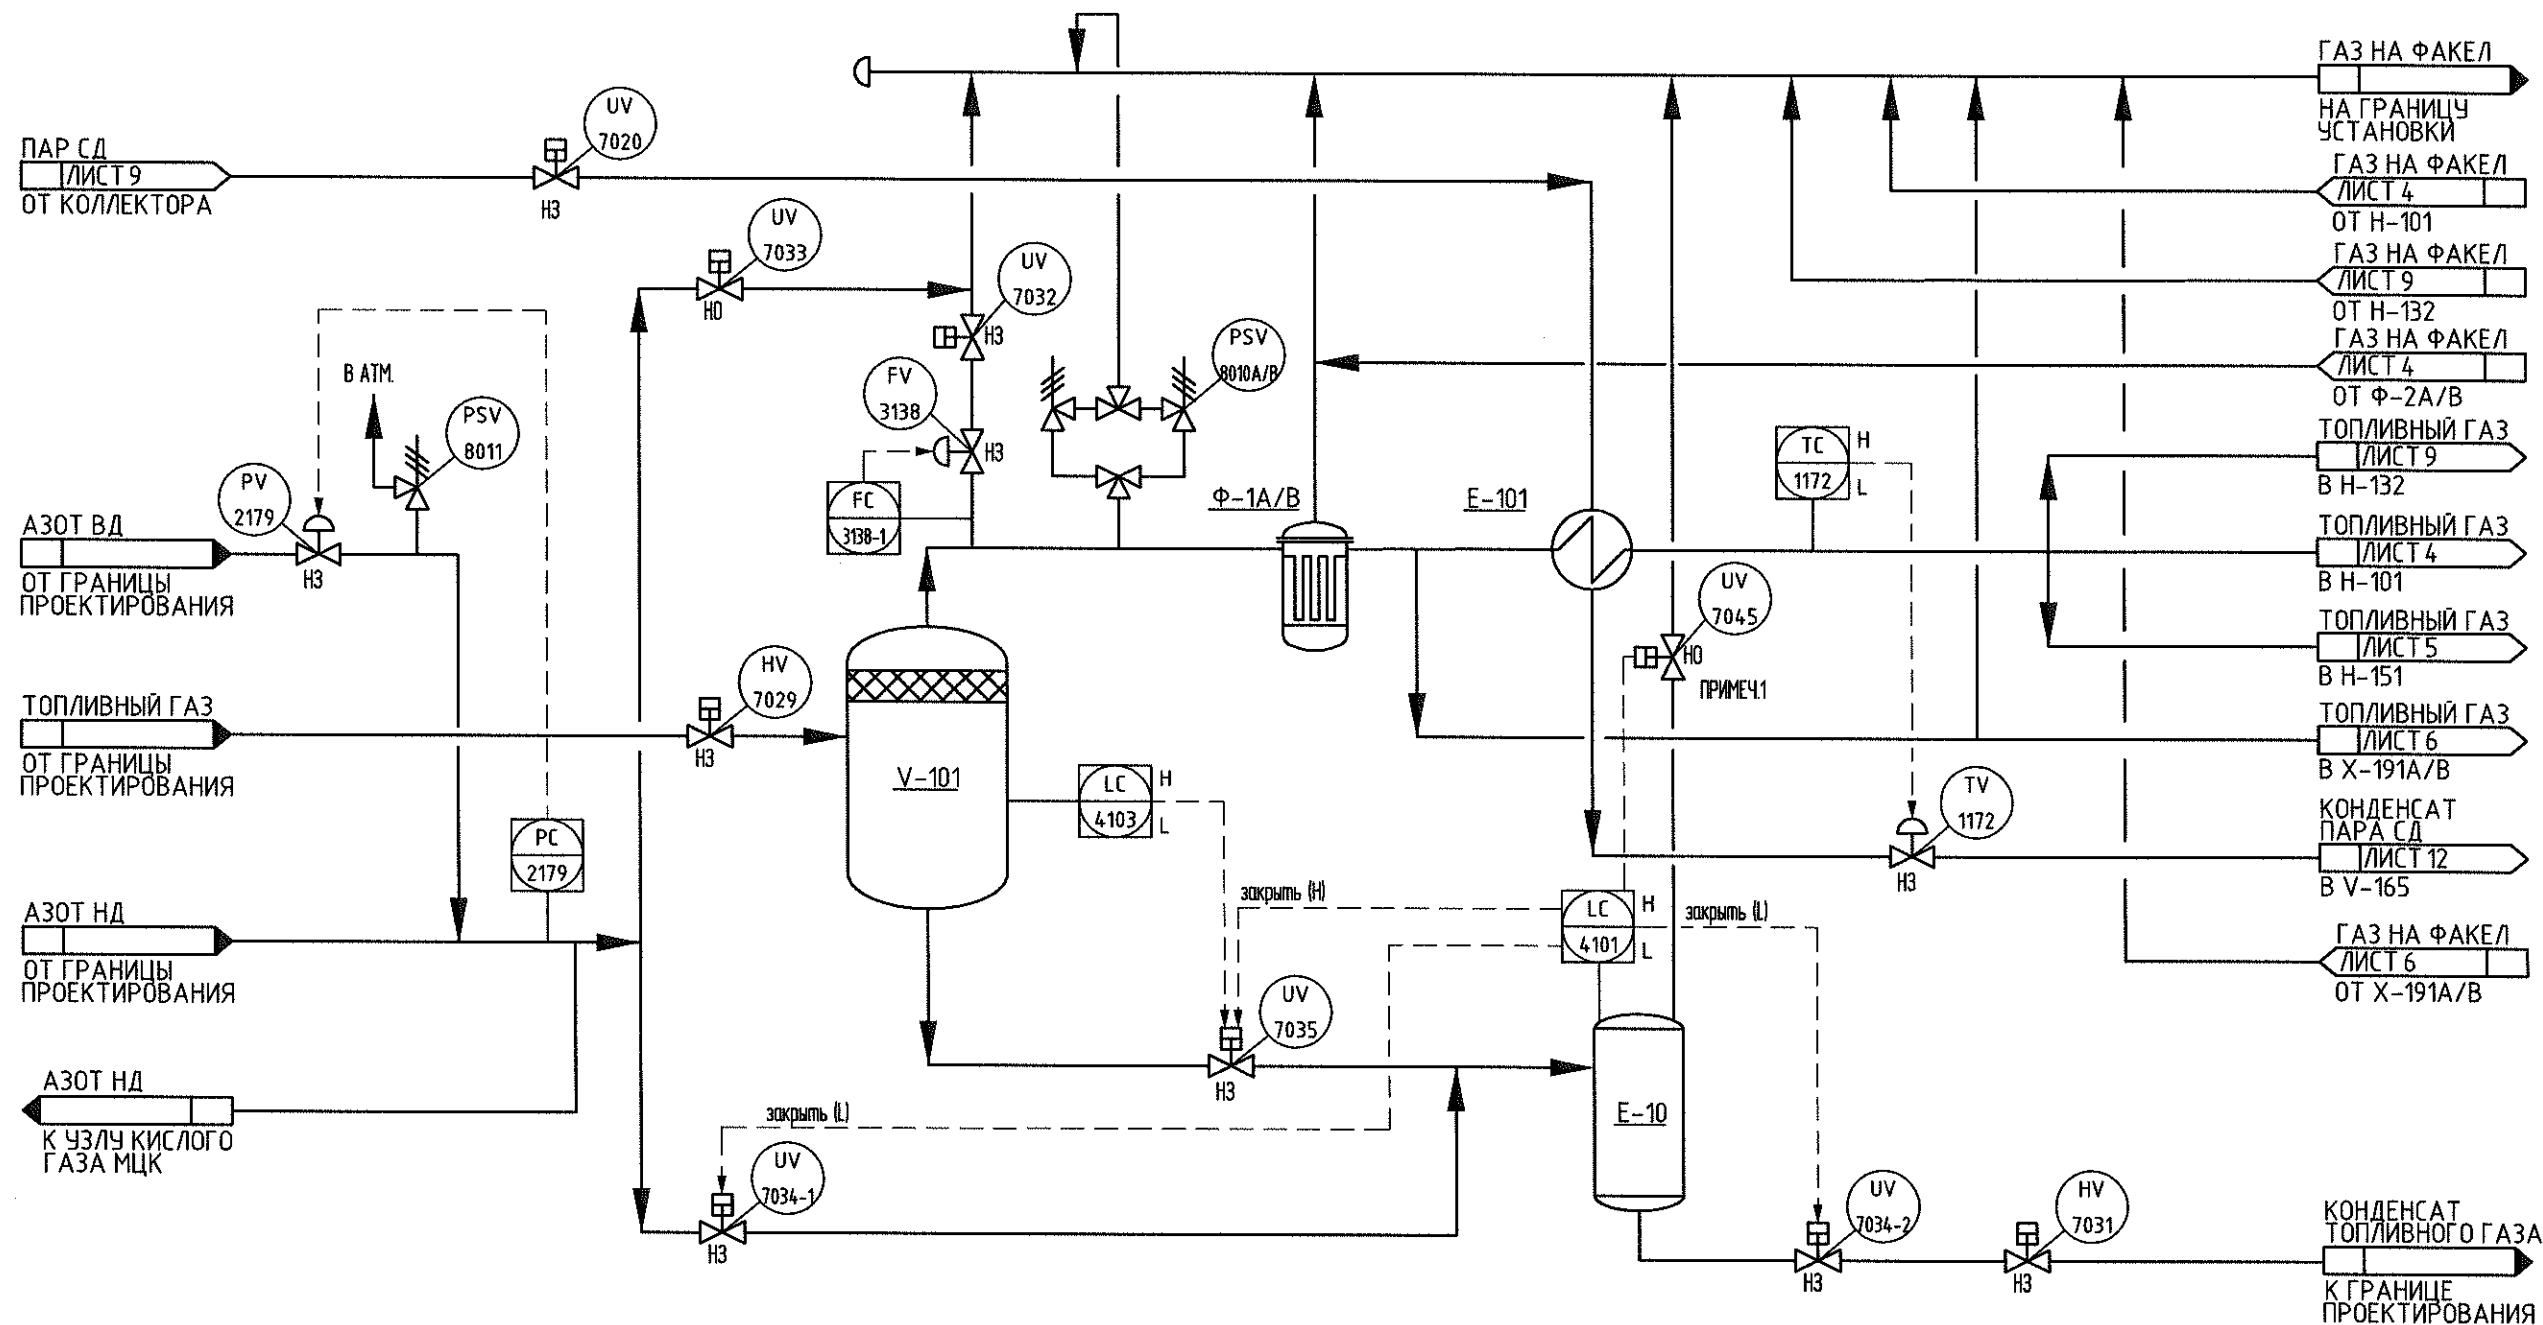 ПАР СД
ЛИСТ 9
ОТ КОЛЛЕКТОРА
UV
7020
НЗ
UV
7033
НО
UV
7032
НЗ
FV
3138
НЗ
FC
3138-1
PSV
8010А/В
В АТМ.
PSV
8011
PV
2179
НЗ
АЗОТ ВД
ОТ ГРАНИЦЫ
ПРОЕКТИРОВАНИЯ
ТОПЛИВНЫЙ ГАЗ
ОТ ГРАНИЦЫ
ПРОЕКТИРОВАНИЯ
HV
7029
НЗ
PC
2179
АЗОТ НД
ОТ ГРАНИЦЫ
ПРОЕКТИРОВАНИЯ
АЗОТ НД
К УЗЛУ КИСЛОГО
ГАЗА МЦК
V-101
LC
4103
H
L
Ф-1А/В
Е-101
TC
1172
H
L
UV
7045
НО
ПРИМЕЧ.1
TV
1172
НЗ
закрыть (H)
LC
4101
H
L
закрыть (L)
UV
7035
НЗ
закрыть (L)
UV
7034-1
НЗ
Е-10
UV
7034-2
НЗ
HV
7031
НЗ
ГАЗ НА ФАКЕЛ
НА ГРАНИЦУ
УСТАНОВКИ
ГАЗ НА ФАКЕЛ
ЛИСТ 4
ОТ Н-101
ГАЗ НА ФАКЕЛ
ЛИСТ 9
ОТ Н-132
ГАЗ НА ФАКЕЛ
ЛИСТ 4
ОТ Ф-2А/В
ТОПЛИВНЫЙ ГАЗ
ЛИСТ 9
В Н-132
ТОПЛИВНЫЙ ГАЗ
ЛИСТ 4
В Н-101
ТОПЛИВНЫЙ ГАЗ
ЛИСТ 5
В Н-151
ТОПЛИВНЫЙ ГАЗ
ЛИСТ 6
В Х-191А/В
КОНДЕНСАТ
ПАРА СД
ЛИСТ 12
В V-165
ГАЗ НА ФАКЕЛ
ЛИСТ 6
ОТ Х-191А/В
КОНДЕНСАТ
ТОПЛИВНОГО ГАЗА
К ГРАНИЦЕ
ПРОЕКТИРОВАНИЯ